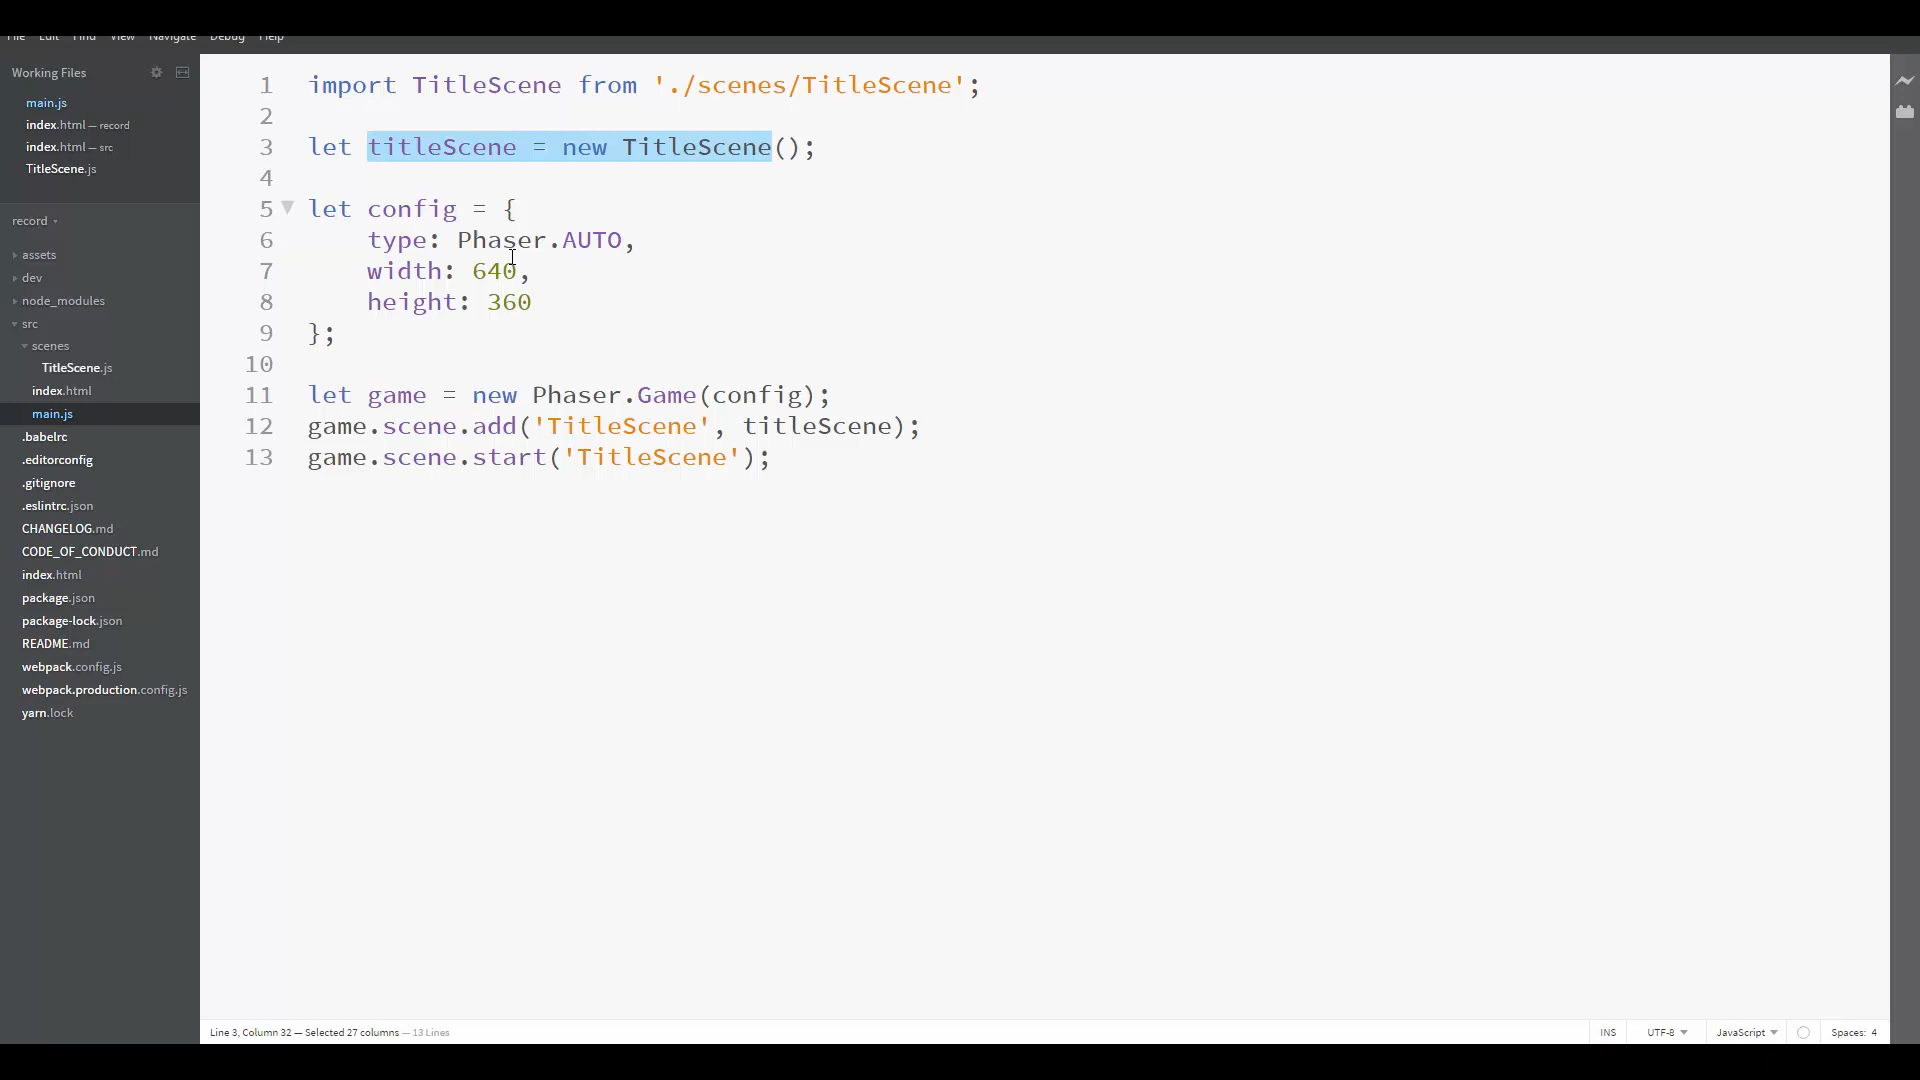 File Edit Find View Navigate Debug Help
Working Files
main.js
index.html — record
index.html — src
TitleScene.js
record
assets
dev
node_modules
src
scenes
TitleScene.js
index.html
main.js
.babelrc
.editorconfig
.gitignore
.eslintrc.json
CHANGELOG.md
CODE_OF_CONDUCT.md
index.html
package.json
package-lock.json
README.md
webpack.config.js
webpack.production.config.js
yarn.lock
1 import TitleScene from './scenes/TitleScene';
2
3 let titleScene = new TitleScene();
4
5 let config = {
6 type: Phaser.AUTO,
7 width: 640,
8 height: 360
9 };
10
11 let game = new Phaser.Game(config);
12 game.scene.add('TitleScene', titleScene);
13 game.scene.start('TitleScene');
Line 3, Column 32 — Selected 27 columns — 13 Lines
INS UTF-8 JavaScript Spaces: 4